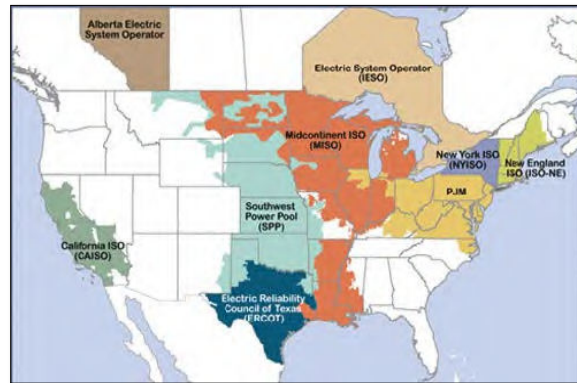 Alberta Electric
System Operator
Electric System Operator
(IESO)
Midcontinent ISO
(MISO)
New York ISO
(NYISO)
New England
ISO (ISO-NE)
PJM
Southwest
Power Pool
(SPP)
California ISO
(CAISO)
Electric Reliability
Council of Texas
(ERCOT)